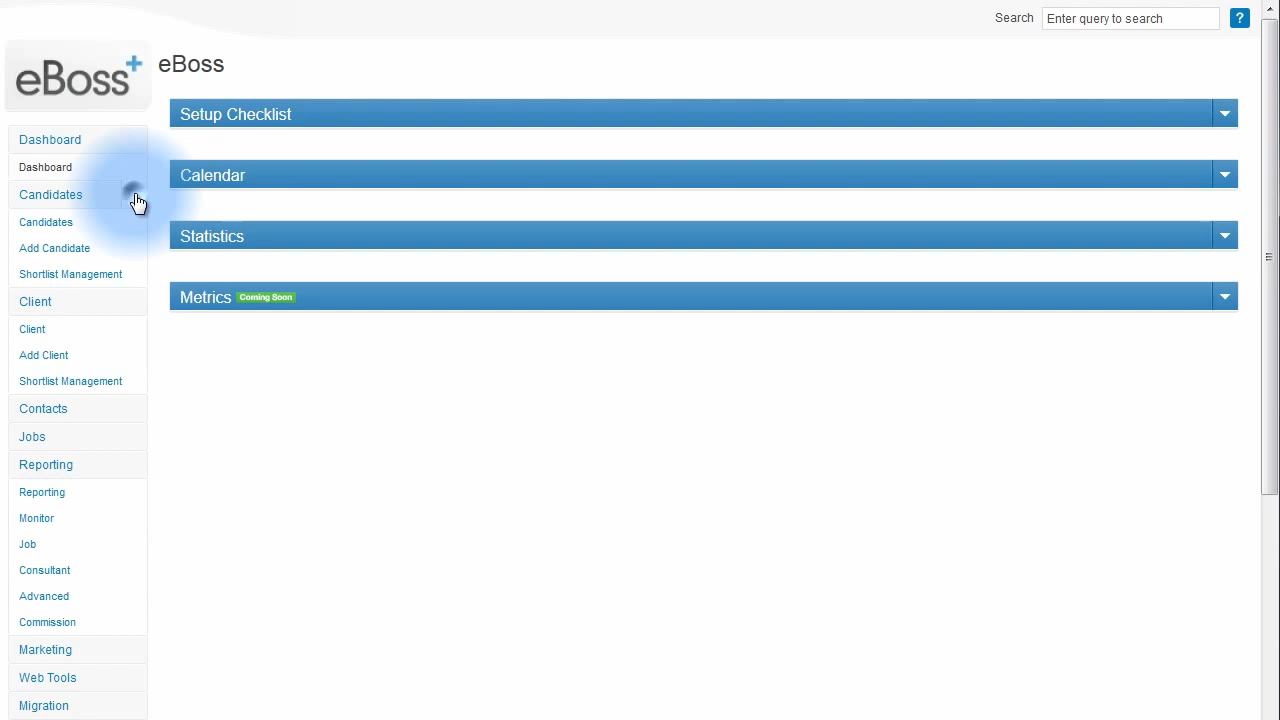 Search
Enter query to search
?
eBoss+
eBoss
Setup Checklist
Calendar
Statistics
Metrics Coming Soon
Dashboard
Dashboard
Candidates
Candidates
Add Candidate
Shortlist Management
Client
Client
Add Client
Shortlist Management
Contacts
Jobs
Reporting
Reporting
Monitor
Job
Consultant
Advanced
Commission
Marketing
Web Tools
Migration